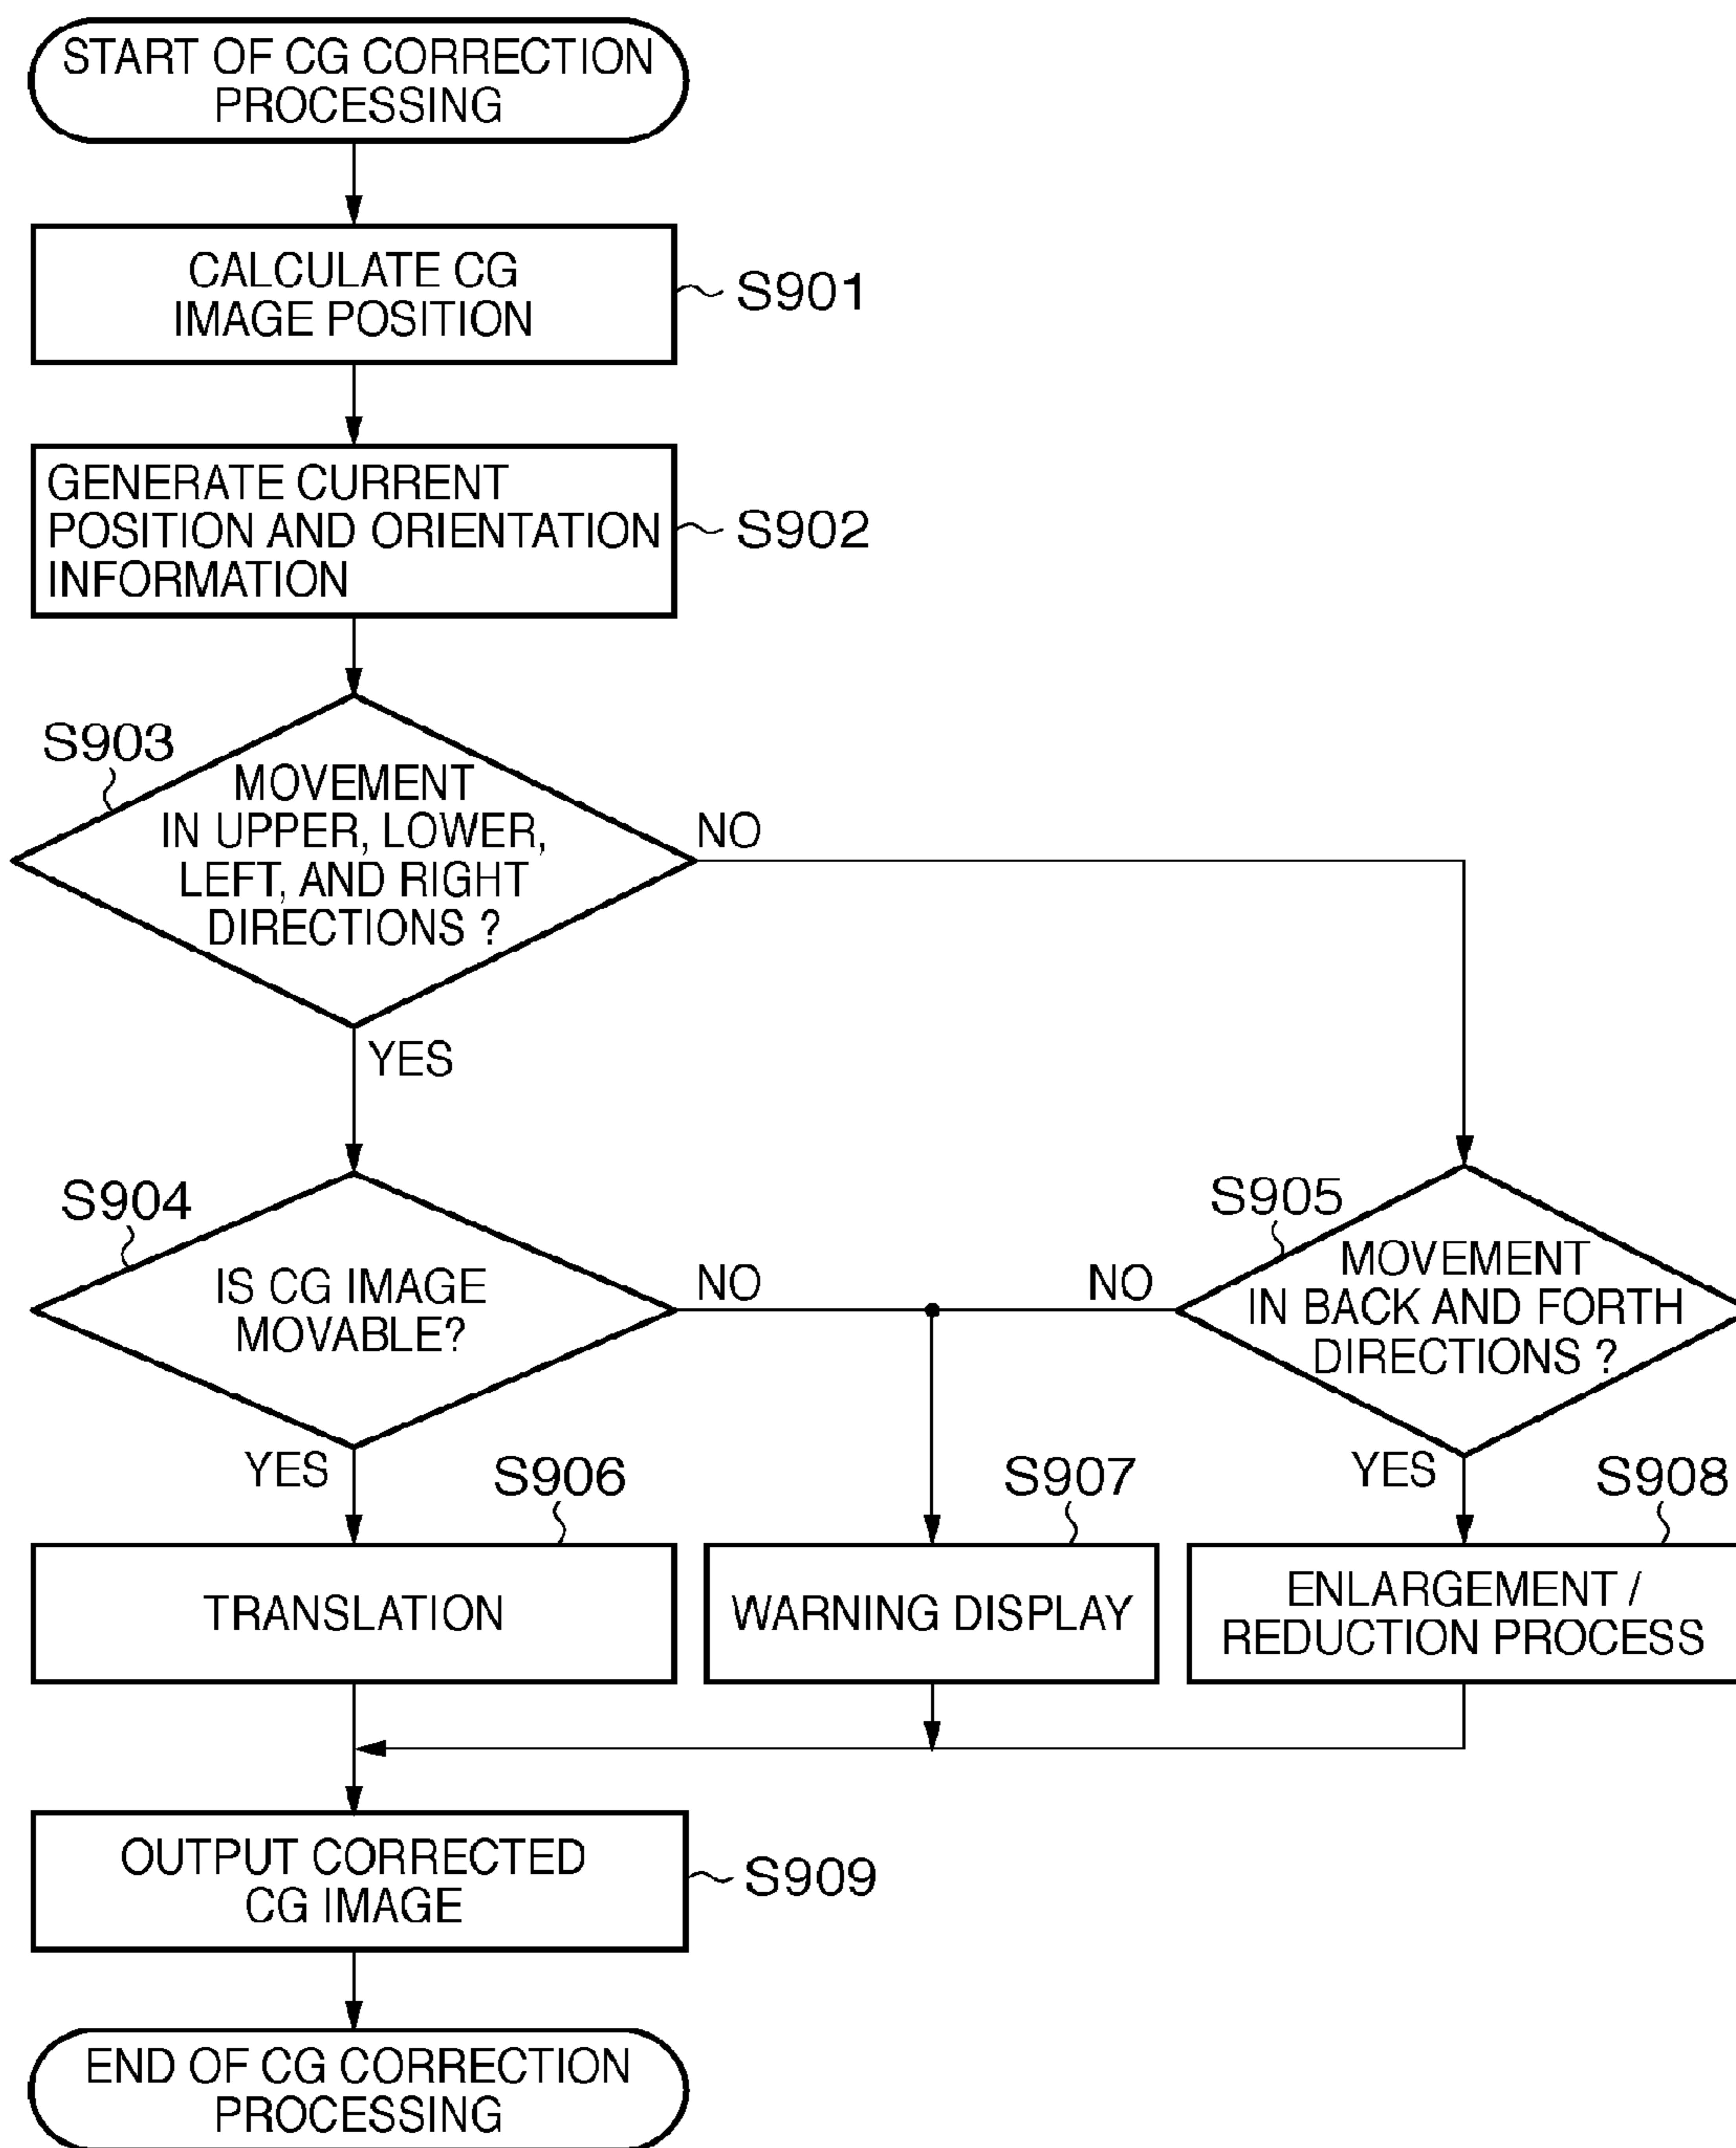 START OF CG CORRECTION
PROCESSING
CALCULATE CG
IMAGE POSITION
S901
GENERATE CURRENT
POSITION AND ORIENTATION
INFORMATION
S902
S903
MOVEMENT
IN UPPER, LOWER,
LEFT, AND RIGHT
DIRECTIONS ?
NO
YES
S904
IS CG IMAGE
MOVABLE?
NO
YES
S905
MOVEMENT
IN BACK AND FORTH
DIRECTIONS ?
NO
YES
S906
TRANSLATION
S907
WARNING DISPLAY
S908
ENLARGEMENT /
REDUCTION PROCESS
OUTPUT CORRECTED
CG IMAGE
S909
END OF CG CORRECTION
PROCESSING